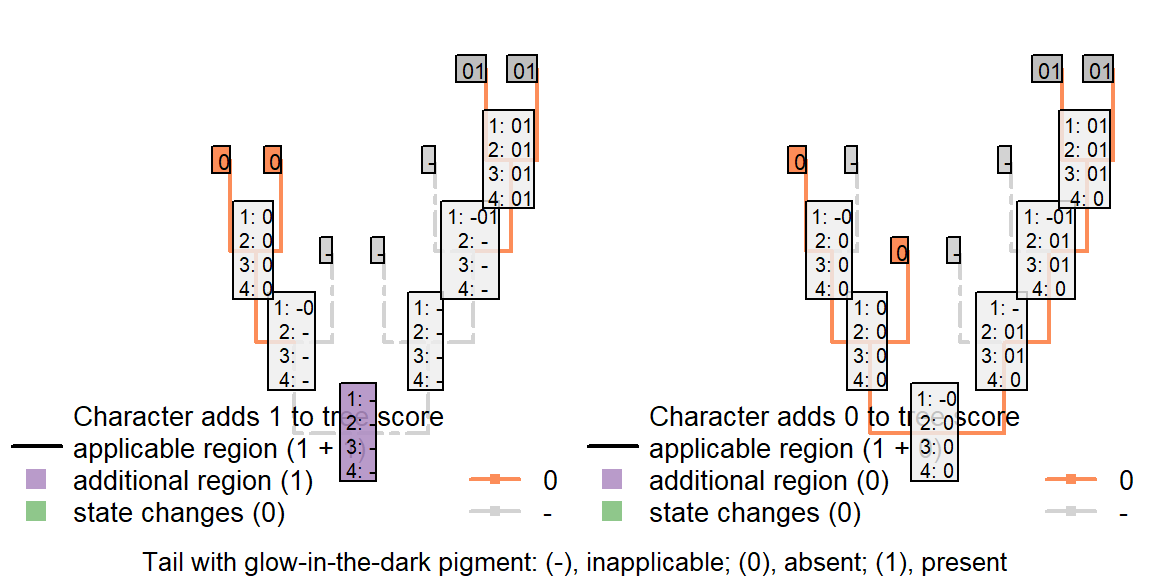 01 01 01 01
1: 01 1: 01
2: 01 2: 01
3: 01 3: 01
4: 01 4: 0
0 0 - 0 - -
1: 0 1: -01 1: -0 1: -01
2: 0 2: - 2: 0 2: 01
3: 0 3: - 3: 0 3: 01
4: 0 4: - 4: 0 4: 0
- - 0 -
1: -0 1: - 1: 0 1: -
2: - 2: - 2: 0 2: 01
3: - 3: - 3: 0 3: 01
4: - 4: - 4: 0 4: 0
1: - 1: -0
2: - 2: 0
3: - 3: 0
4: - 4: 0
Character adds 1 to tree score Character adds 0 to tree score
applicable region (1 + applicable region (1 +
additional region (1) 0 additional region (0) 0
state changes (0) - state changes (0) -
Tail with glow-in-the-dark pigment: (-), inapplicable; (0), absent; (1), present